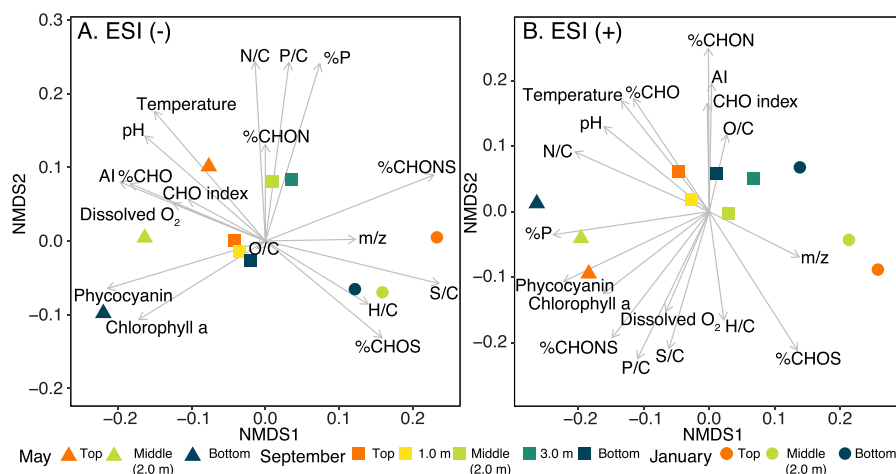 A. ESI (-)
0.3
0.2
0.1
0.0
−0.1
−0.2
NMDS2
N/C
P/C
%P
Temperature
pH
%CHON
%CHONS
AI
%CHO
CHO index
Dissolved O2
O/C
m/z
Phycocyanin
S/C
H/C
Chlorophyll a
%CHOS
−0.2
−0.1
0.0
0.1
0.2
NMDS1
B. ESI (+)
0.2
0.1
0.0
−0.1
−0.2
NMDS2
%CHON
AI
Temperature
%CHO
CHO index
pH
O/C
N/C
%P
m/z
Phycocyanin
Chlorophyll a
Dissolved O2
H/C
%CHONS
S/C
P/C
%CHOS
−0.2
−0.1
0.0
0.1
0.2
NMDS1
May Top Middle (2.0 m) Bottom
September Top 1.0 m Middle (2.0 m) 3.0 m Bottom
January Top Middle (2.0 m) Bottom